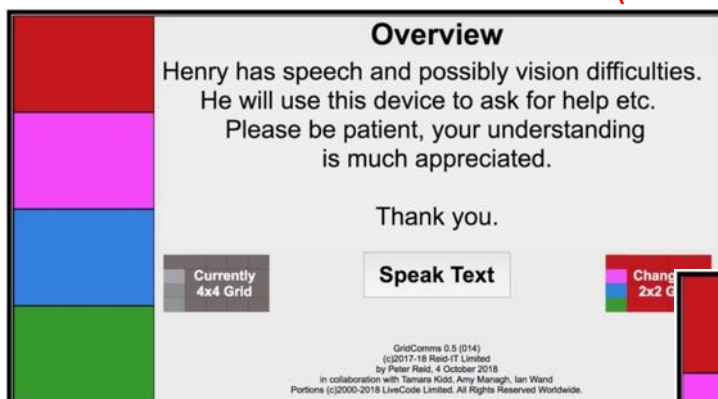 Overview
Henry has speech and possibly vision difficulties.
He will use this device to ask for help etc.
Please be patient, your understanding
is much appreciated.
Thank you.
Currently
4x4 Grid
Speak Text
2x2
GridComms 0.5 (014)
(c)2017-18 Reid-IT Limited
by Peter Reid, 4 October 2018
in collaboration with Tamara Kidd, Amy Managh, Ian Wand
Portions (c)2000-2018 LiveCode Limited. All Rights Reserved Worldwide.